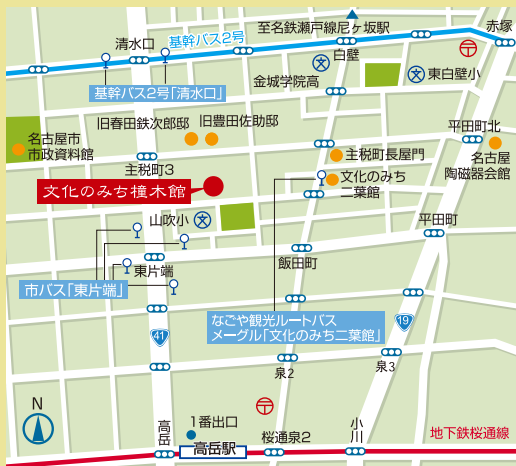 至名鉄瀬戸線尼ヶ坂駅
赤塚
清水口
基幹バス2号
白壁
金城学院高
東白壁小
基幹バス2号「清水口」
旧春田鉄次郎邸
旧豊田佐助邸
平田町北
名古屋市
市政資料館
主税町3
主税町長屋門
名古屋
陶磁器会館
文化のみち橦木館
文化のみち
二葉館
山吹小
平田町
東片端
飯田町
市バス「東片端」
なごや観光ルートバス
メーグル「文化のみち二葉館」
41
19
泉2
泉3
N
高岳
1番出口
小川
高岳駅
桜通泉2
地下鉄桜通線